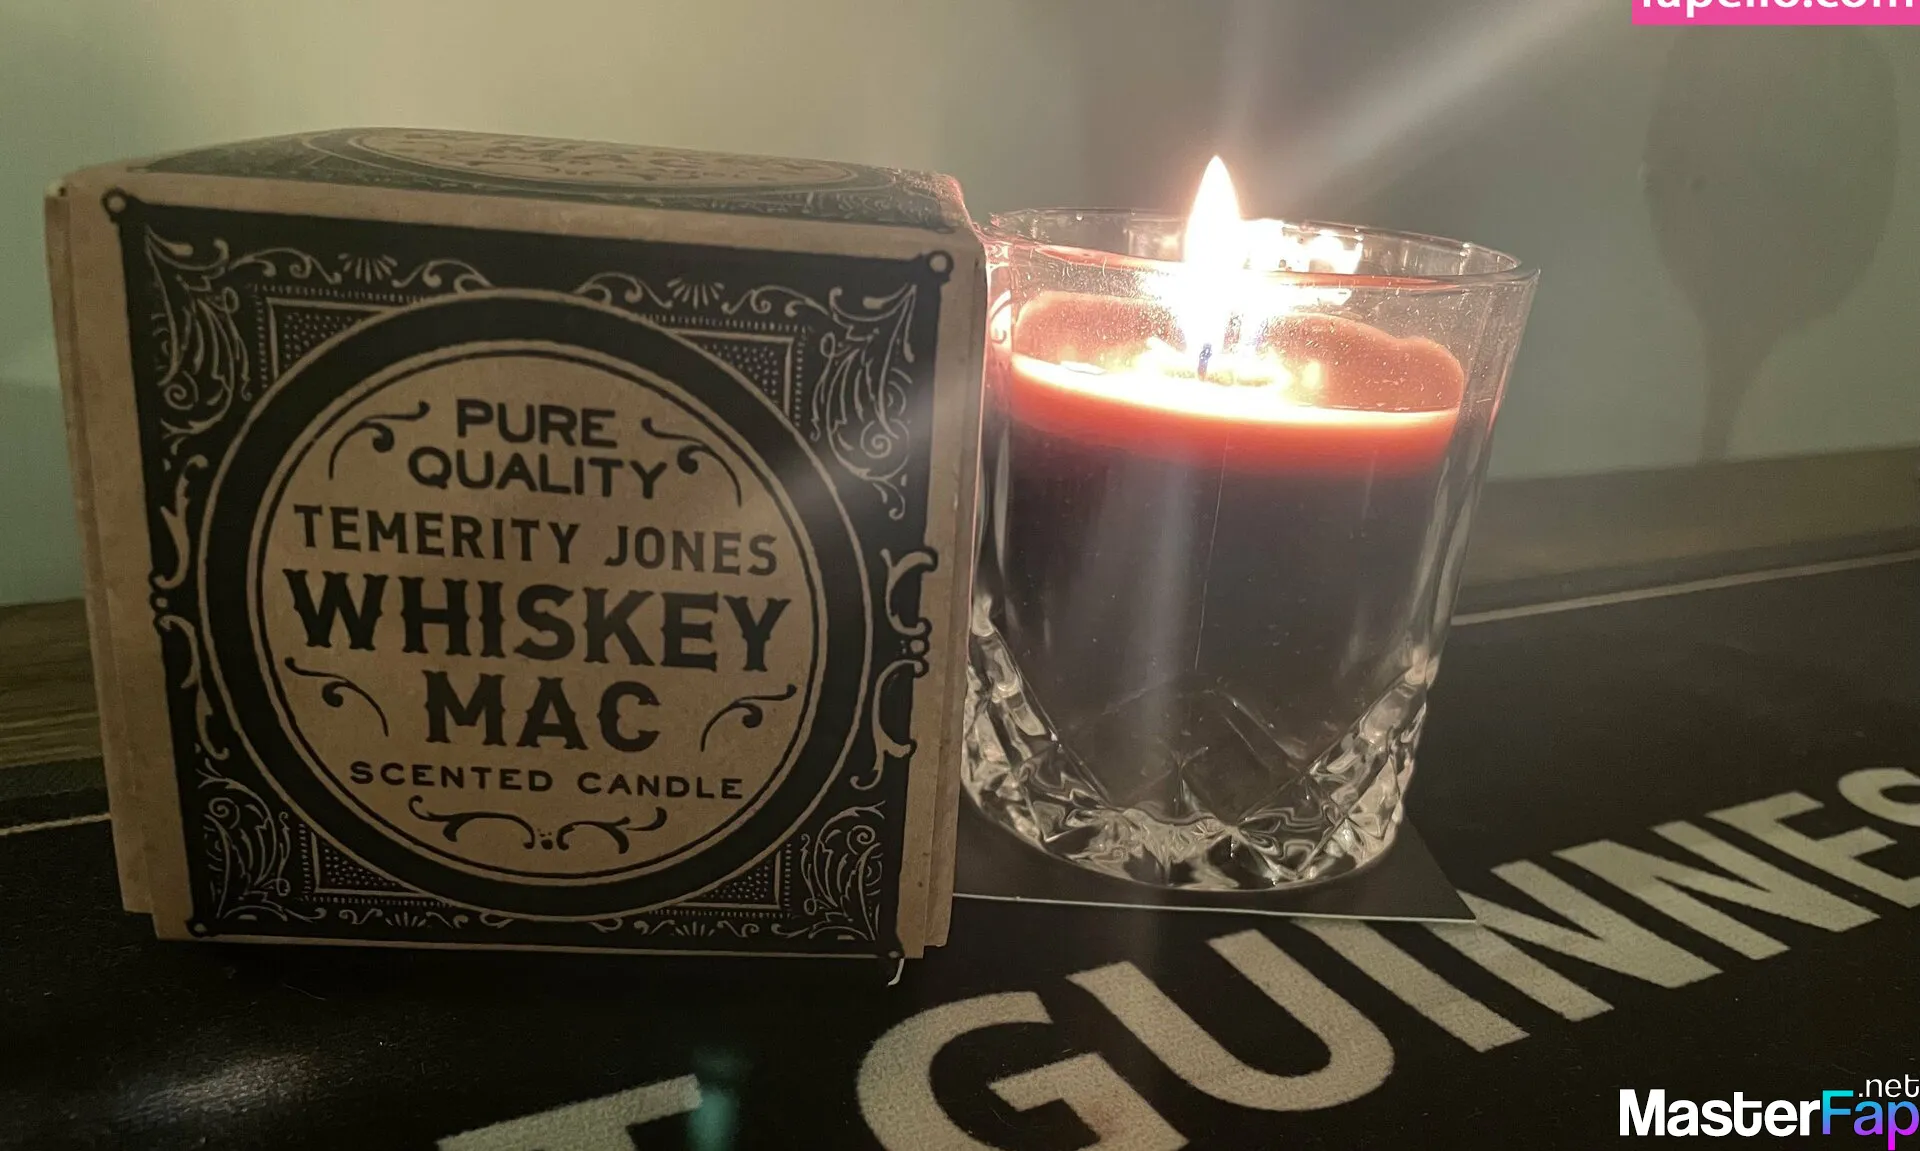 PURE
QUALITY
TEMERITY JONES
WHISKEY
MAC
SCENTED CANDLE
GUINNES
MasterFap.net